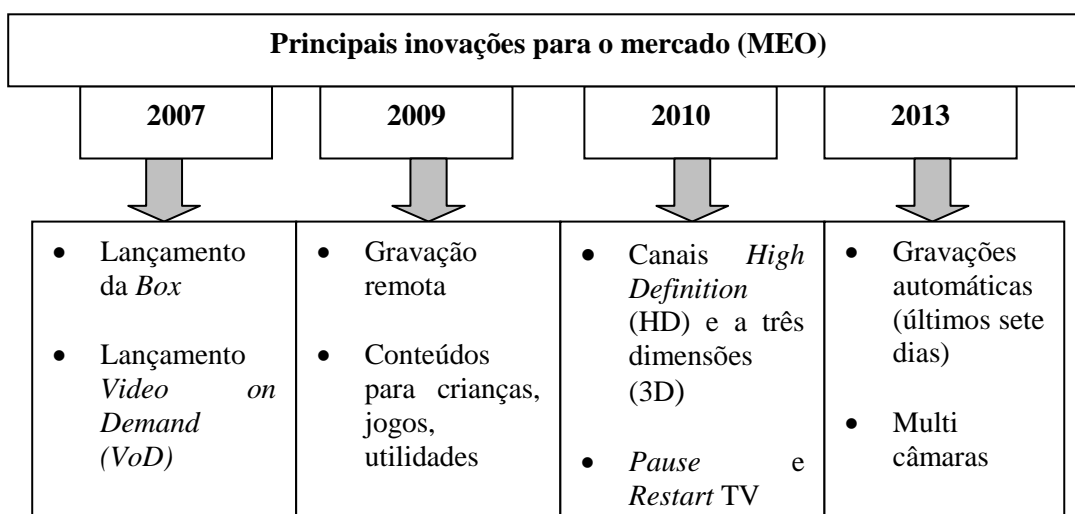 Principais inovações para o mercado (MEO)
2007
2009
2010
2013
• Lançamento
da Box
• Lançamento
Video on
Demand
(VoD)
• Gravação
remota
• Conteúdos
para crianças,
jogos,
utilidades
• Canais High
Definition
(HD) e a três
dimensões
(3D)
• Pause e
Restart TV
• Gravações
automáticas
(últimos sete
dias)
• Multi
câmaras